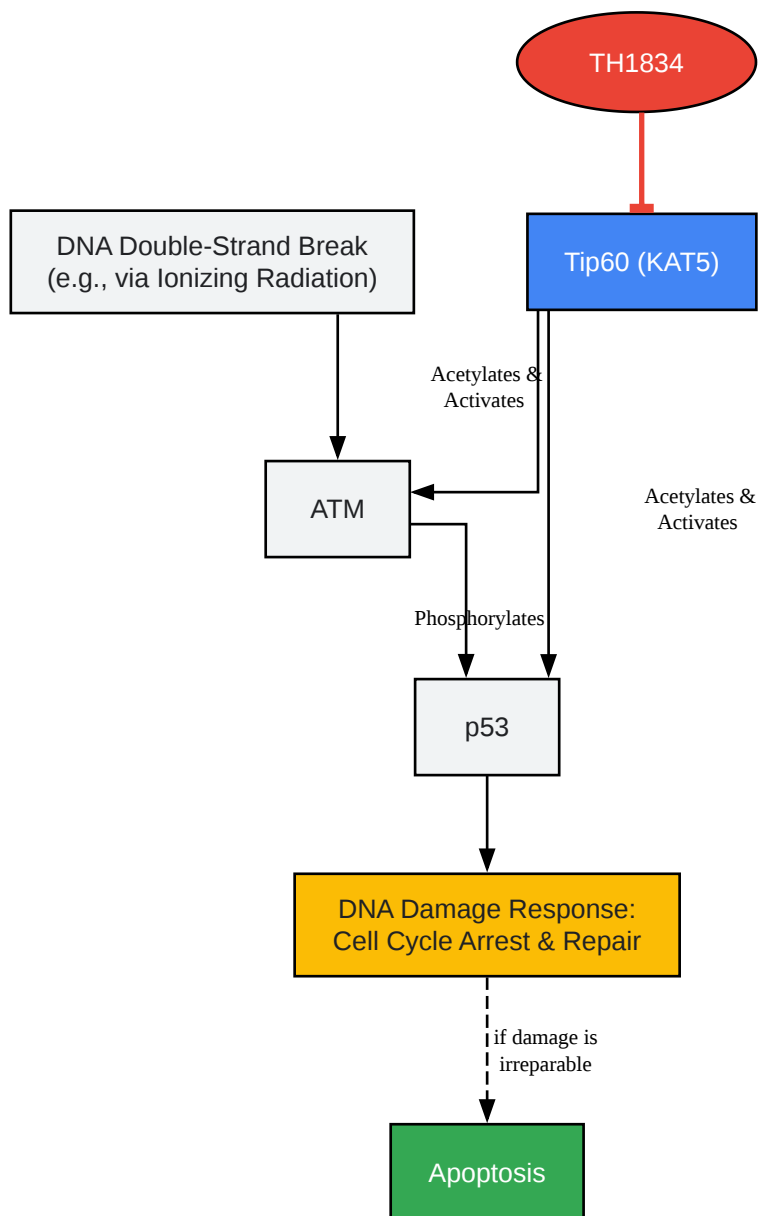 TH1834
DNA Double-Strand Break
(e.g., via Ionizing Radiation)
Tip60 (KAT5)
Acetylates &
Activates
ATM
Acetylates &
Activates
Phosphorylates
p53
DNA Damage Response:
Cell Cycle Arrest & Repair
if damage is
irreparable
Apoptosis